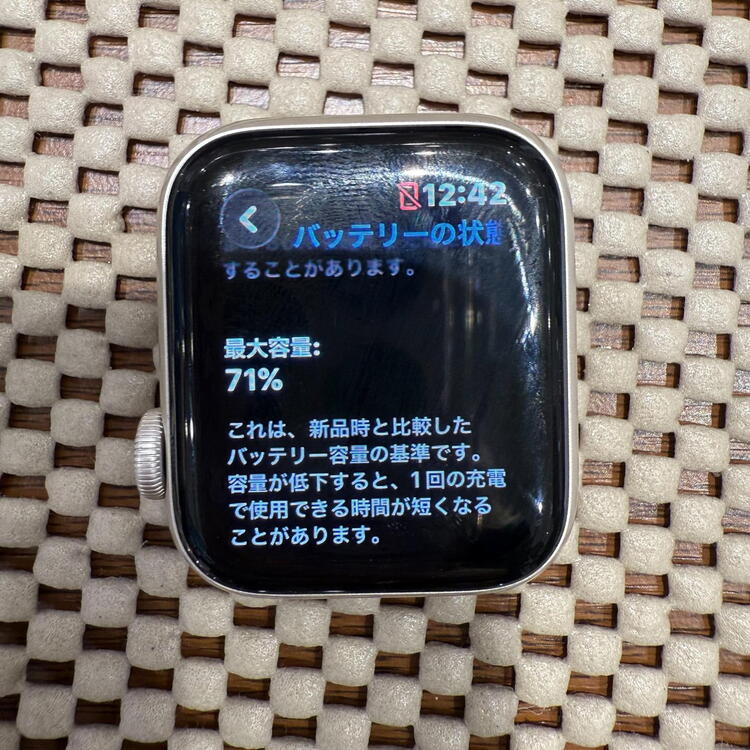 12:42
バッテリーの状態
することがあります。
最大容量:
71%
これは、新品時と比較した
バッテリー容量の基準です。
容量が低下すると、1回の充電
で使用できる時間が短くなる
ことがあります。